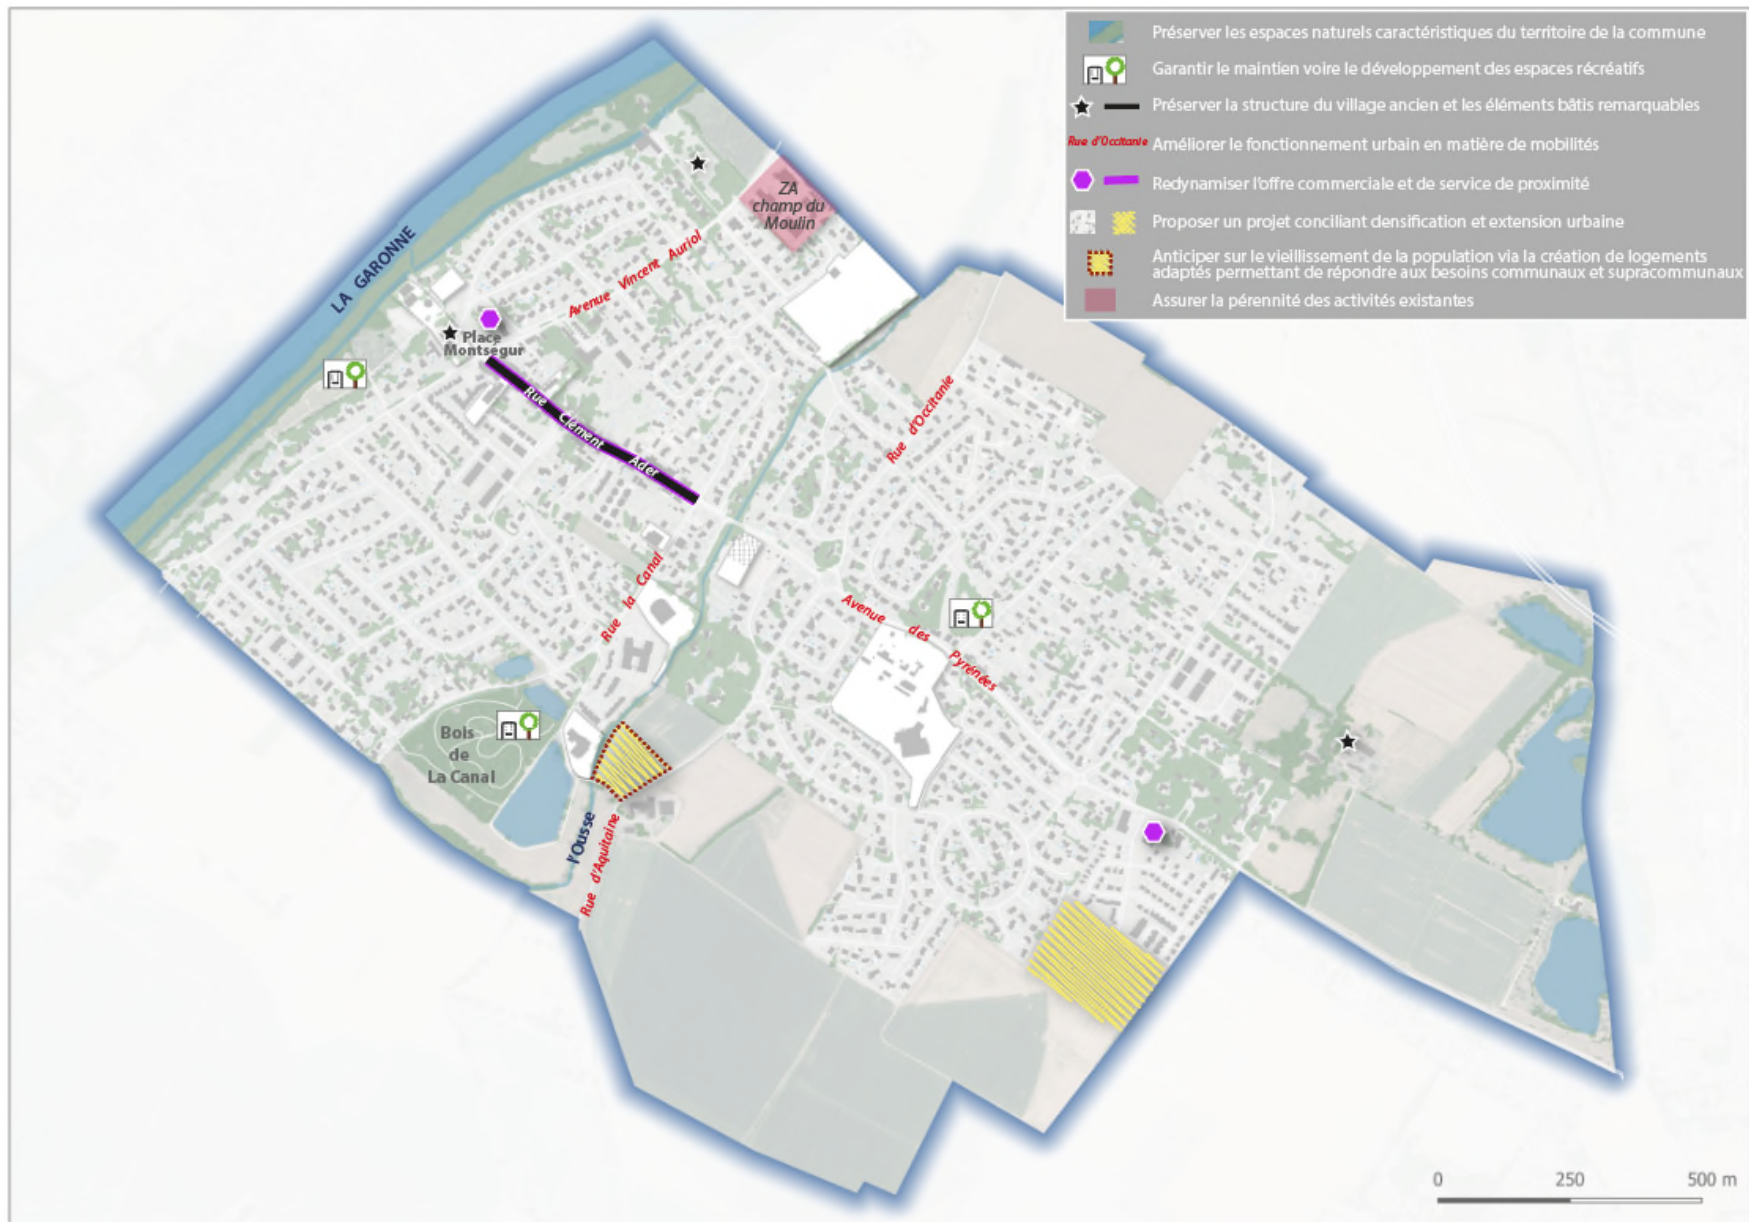 Préserver les espaces naturels caractéristiques du territoire de la commune
Garantir le maintien voire le développement des espaces récréatifs
Préserver la structure du village ancien et les éléments bâtis remarquables
Rue d'Occitanie Améliorer le fonctionnement urbain en matière de mobilités
Redynamiser l'offre commerciale et de service de proximité
Proposer un projet conciliant densification et extension urbaine
Anticiper sur le vieillissement de la population via la création de logements
adaptés permettant de répondre aux besoins communaux et supracommunaux
Assurer la pérennité des activités existantes
ZA
champ du
Moulin
LA GARONNE
Avenue Vincent Auriol
Place
Montségur
Rue Clément Ader
Rue d'Occitanie
Rue la Canal
Avenue des Pyrénées
Bois
de
La Canal
l'Ousse
Rue d'Aquitaine
0 250 500 m